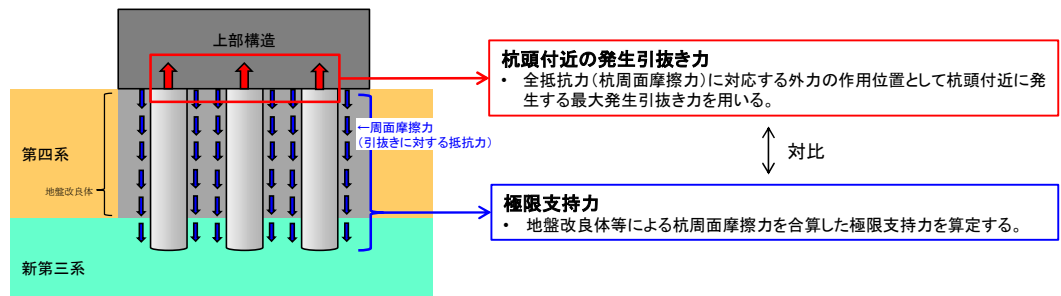 上部構造
←周面摩擦力
(引抜きに対する抵抗力)
第四系
地盤改良体
新第三系
杭頭付近の発生引抜き力
・ 全抵抗力(杭周面摩擦力)に対応する外力の作用位置として杭頭付近に発
生する最大発生引抜き力を用いる。
対比
極限支持力
・ 地盤改良体等による杭周面摩擦力を合算した極限支持力を算定する。